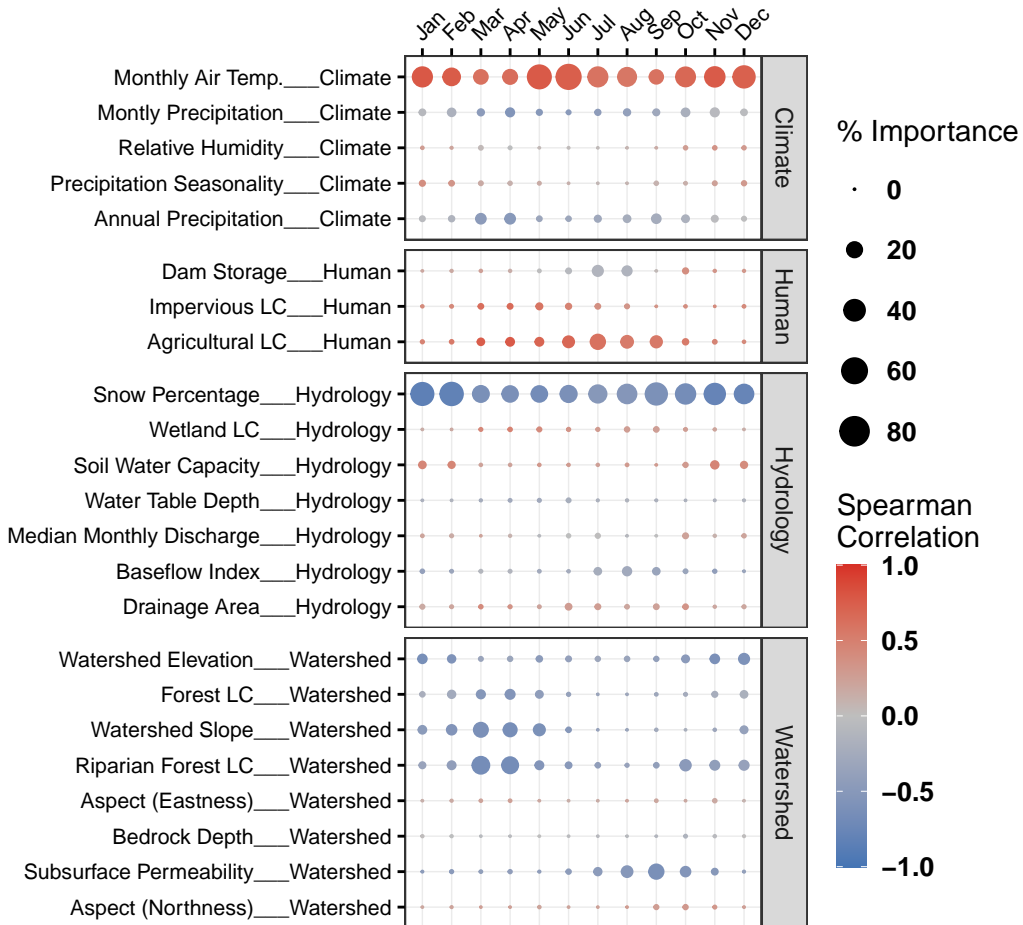 Jan Feb Mar Apr May Jun Jul Aug Sep Oct Nov Dec
Monthly Air Temp.___Climate
Montly Precipitation___Climate
Relative Humidity___Climate
Precipitation Seasonality___Climate
Annual Precipitation___Climate
Climate
Dam Storage___Human
Impervious LC___Human
Agricultural LC___Human
Human
Snow Percentage___Hydrology
Wetland LC___Hydrology
Soil Water Capacity___Hydrology
Water Table Depth___Hydrology
Median Monthly Discharge___Hydrology
Baseflow Index___Hydrology
Drainage Area___Hydrology
Hydrology
Watershed Elevation___Watershed
Forest LC___Watershed
Watershed Slope___Watershed
Riparian Forest LC___Watershed
Aspect (Eastness)___Watershed
Bedrock Depth___Watershed
Subsurface Permeability___Watershed
Aspect (Northness)___Watershed
Watershed
% Importance
0
20
40
60
80
Spearman
Correlation
1.0
0.5
0.0
−0.5
−1.0